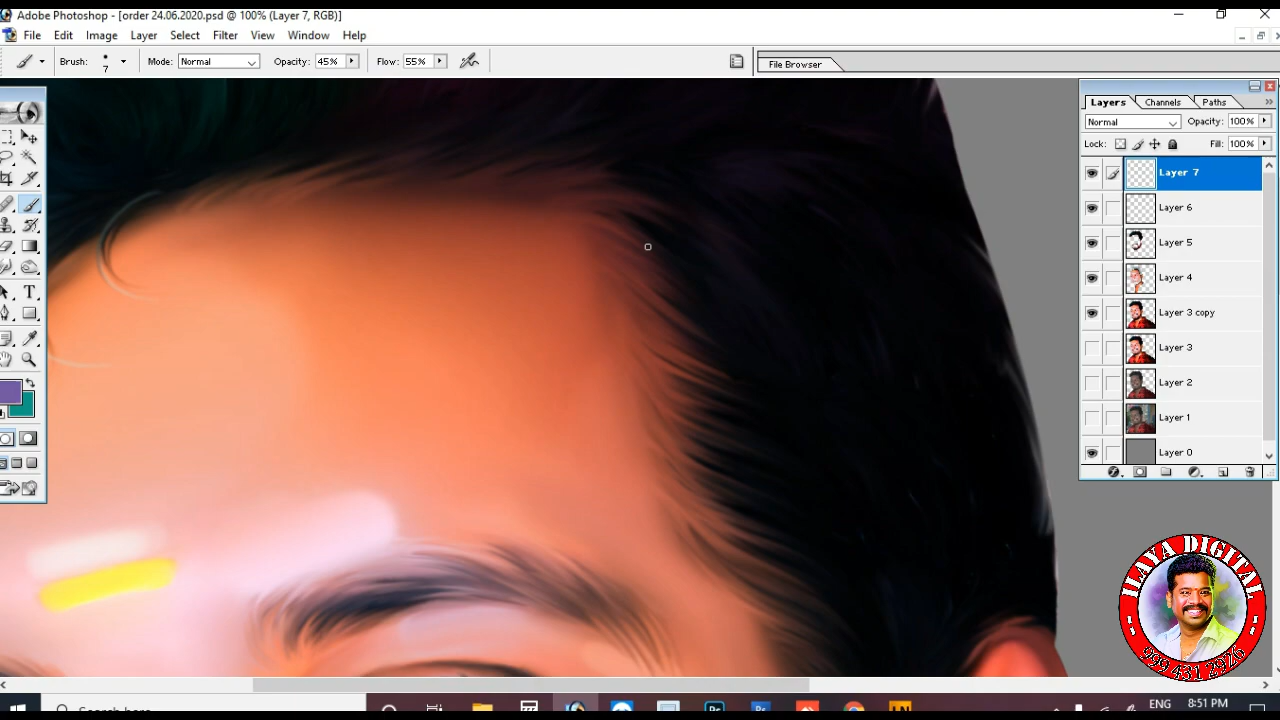 Adobe Photoshop - [order 24.06.2020.psd @ 100% (Layer 7, RGB)]
File Edit Image Layer Select Filter View Window Help
Brush: 7 Mode: Normal Opacity: 45% Flow: 55%
File Browser
Layers Channels Paths
Normal Opacity: 100%
Lock: Fill: 100%
Layer 7
Layer 6
Layer 5
Layer 4
Layer 3 copy
Layer 3
Layer 2
Layer 1
Layer 0
ILAYA DIGITAL
999 431 2926
ENG 8:51 PM